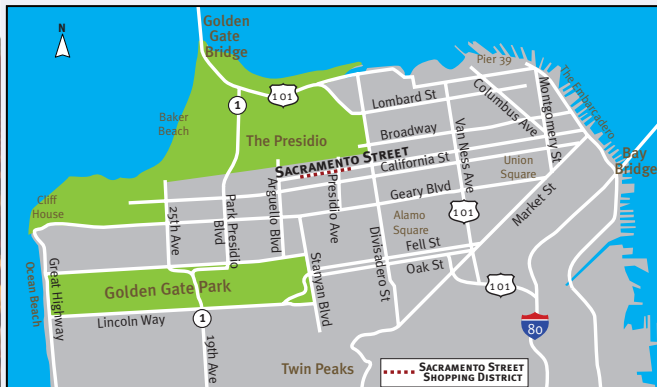 Golden
Gate
Bridge
N
Pier 39
The Embarcadero
101
1
Lombard St
Columbus Ave
Montgomery St
Baker
Beach
The Presidio
Broadway
Van Ness Ave
Sacramento Street
California St
Union
Square
Bay
Bridge
Cliff
House
25th Ave
Park Presidio
Blvd
Arguello Blvd
Presidio Ave
Geary Blvd
Market St
Alamo
Square
101
Divisadero St
Fell St
Oak St
Ocean Beach
Great Highway
Golden Gate Park
Stanyan Blvd
101
Lincoln Way
1
19th Ave
80
Twin Peaks
Sacramento Street
Shopping District